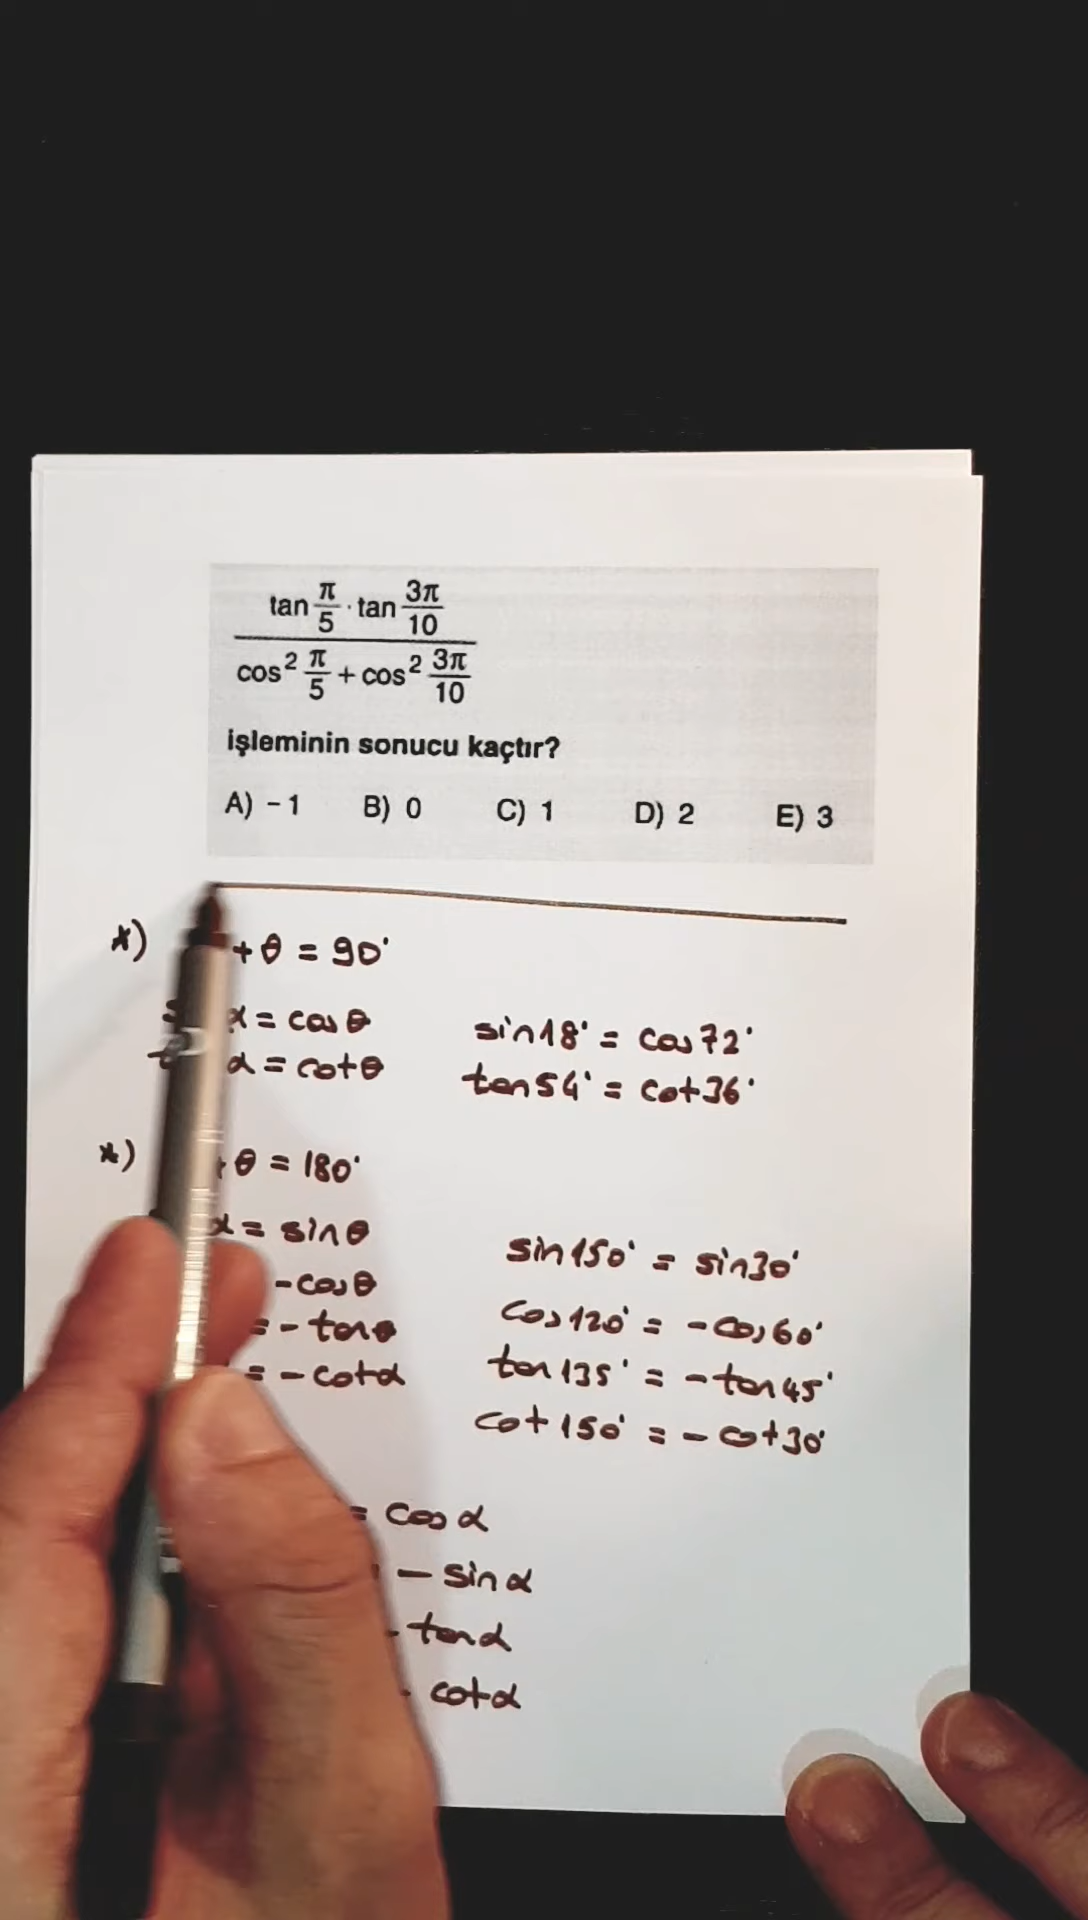 tan π/5 · tan 3π/10
cos² π/5 + cos² 3π/10
işleminin sonucu kaçtır?
A) -1 B) 0 C) 1 D) 2 E) 3
*) + θ = 90°
α = cosθ sin18° = cos72°
α = cotθ tan54° = cot36°
*) + θ = 180°
α = sinθ
sin150° = sin30°
-cosθ
cos120° = -cos60°
= - tanθ
tan135° = -tan45°
= - cotα
cot150° = - cot30°
= cosα
- sinα
- tanα
cotα